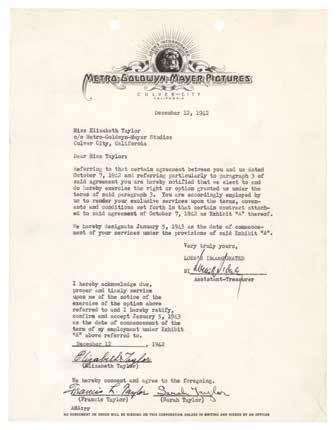 METRO-GOLDWYN-MAYER PICTURES
CULVER CITY
CALIFORNIA
December 12, 1942
Miss Elizabeth Taylor
c/o Metro-Goldwyn-Mayer Studios
Culver City, California
Dear Miss Taylor:
Referring to that certain agreement between you and us dated
October 7, 1942 and referring particularly to paragraph 3 of
said agreement you are hereby notified that we elect to and
do hereby exercise the right or option granted us under the
terms of said paragraph 3. You are accordingly employed by
us to render your exclusive services upon the terms, coven-
ants and conditions set forth in that certain contract attach-
ed to said agreement of October 7, 1942 as Exhibit "A" thereof.
We hereby designate January 5, 1943 as the date of commence-
ment of your services under the provisions of said Exhibit "A".
Very truly yours,
LOEW'S INCORPORATED
BY
Assistant-Treasurer
I hereby acknowledge due,
proper and timely service
upon me of the notice of
the exercise of the option above
referred to and I hereby ratify,
confirm and accept January 5, 1943
as the date of commencement of the
term of my employment under Exhibit
"A" above referred to.
December 12 , 1942
Elizabeth Taylor
(Elizabeth Taylor)
We hereby consent and agree to the foregoing.
Francis L. Taylor Sarah Taylor
(Francis Taylor) (Sarah Taylor)
NO AGREEMENT OR ORDER WILL BE BINDING ON THIS CORPORATION UNLESS IN WRITING AND SIGNED BY AN OFFICER